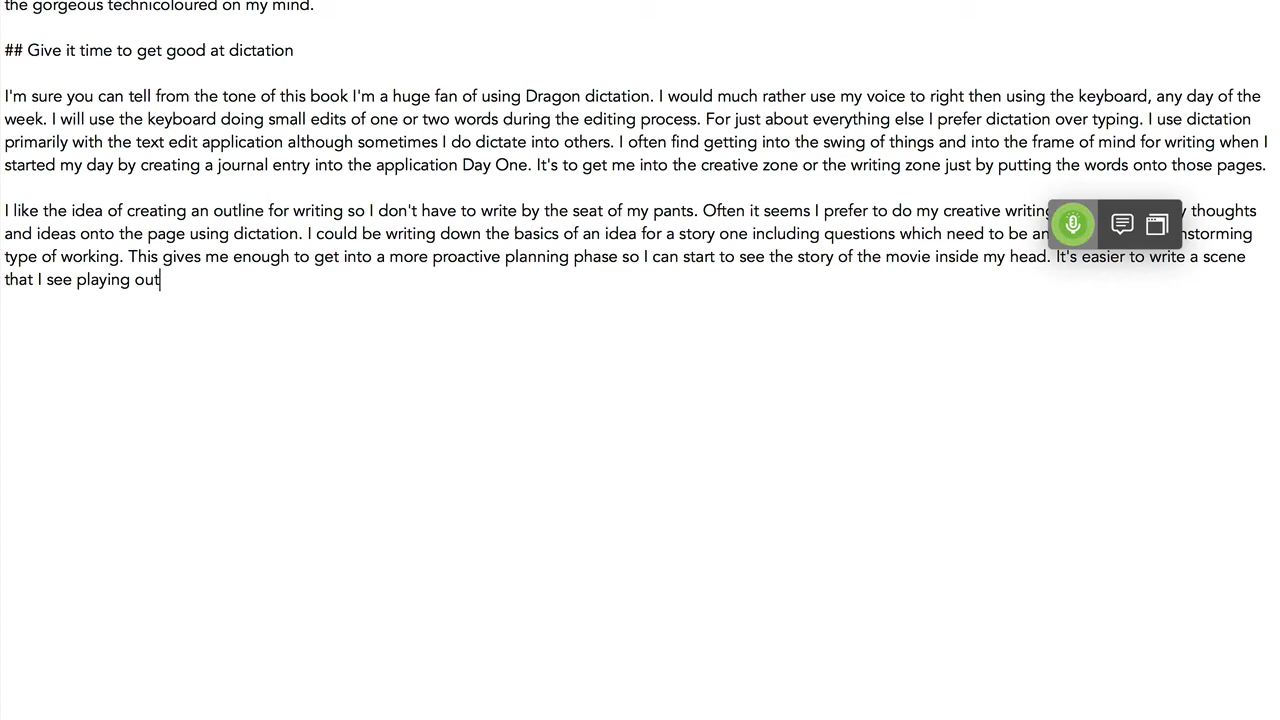 the gorgeous technicoloured on my mind.
## Give it time to get good at dictation
I'm sure you can tell from the tone of this book I'm a huge fan of using Dragon dictation. I would much rather use my voice to right then using the keyboard, any day of the
week. I will use the keyboard doing small edits of one or two words during the editing process. For just about everything else I prefer dictation over typing. I use dictation
primarily with the text edit application although sometimes I do dictate into others. I often find getting into the swing of things and into the frame of mind for writing when I
started my day by creating a journal entry into the application Day One. It's to get me into the creative zone or the writing zone just by putting the words onto those pages.
I like the idea of creating an outline for writing so I don't have to write by the seat of my pants. Often it seems I prefer to do my creative writing thoughts
and ideas onto the page using dictation. I could be writing down the basics of an idea for a story one including questions which need to be
type of working. This gives me enough to get into a more proactive planning phase so I can start to see the story of the movie inside my head. It's easier to write a scene
that I see playing out